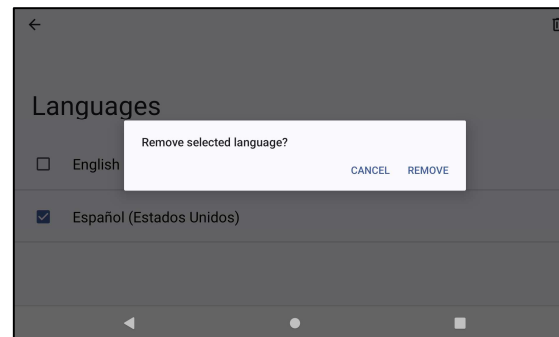 Languages
Remove selected language?
English
CANCEL REMOVE
Español (Estados Unidos)